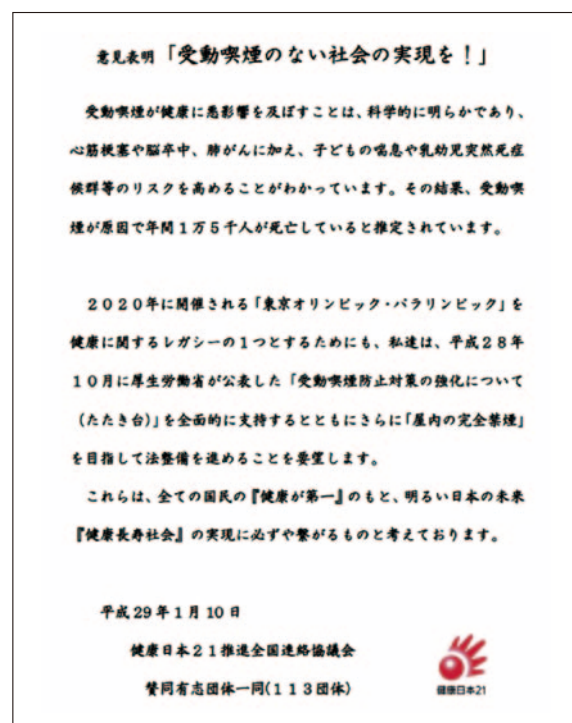 意見表明「受動喫煙のない社会の実現を！」
受動喫煙が健康に悪影響を及ぼすことは、科学的に明らかであり、
心筋梗塞や脳卒中、肺がんに加え、子どもの喘息や乳幼児突然死症
候群等のリスクを高めることがわかっています。その結果、受動喫
煙が原因で年間１万５千人が死亡していると推定されています。
２０２０年に開催される「東京オリンピック・パラリンピック」を
健康に関するレガシーの１つとするためにも、私達は、平成２８年
１０月に厚生労働省が公表した「受動喫煙防止対策の強化について
（たたき台）」を全面的に支持するとともにさらに「屋内の完全禁煙」
を目指して法整備を進めることを要望します。
これらは、全ての国民の『健康が第一』のもと、明るい日本の未来
『健康長寿社会』の実現に必ずや繋がるものと考えております。
平成29年1月10日
健康日本２１推進全国連絡協議会
賛同有志団体一同(１１３団体)
健康日本21